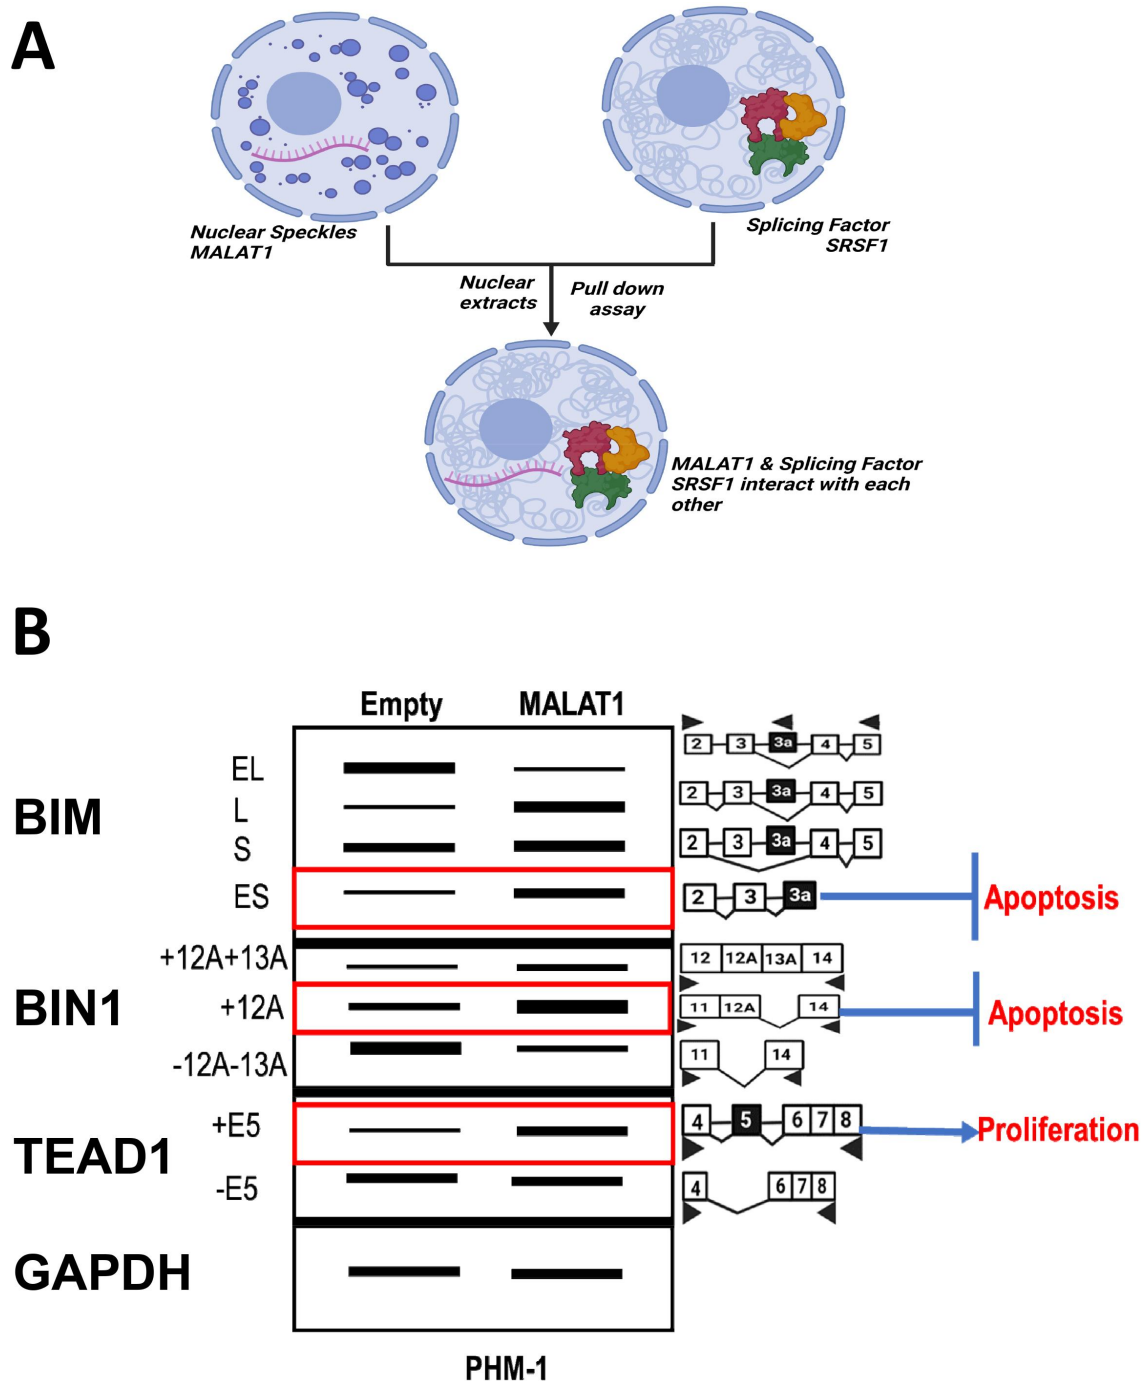 A
Nuclear Speckles
MALAT1
Splicing Factor
SRSF1
Nuclear
extracts
Pull down
assay
MALAT1 & Splicing Factor
SRSF1 interact with each
other
B
Empty MALAT1
BIM
EL
2 3 3a 4 5
L
2 3 3a 4 5
S
2 3 3a 4 5
ES
2 3 3a
Apoptosis
BIN1
+12A+13A
12 12A 13A 14
+12A
11 12A 14
Apoptosis
-12A-13A
11 14
TEAD1
+E5
4 5 6 7 8
Proliferation
-E5
4 6 7 8
GAPDH
PHM-1